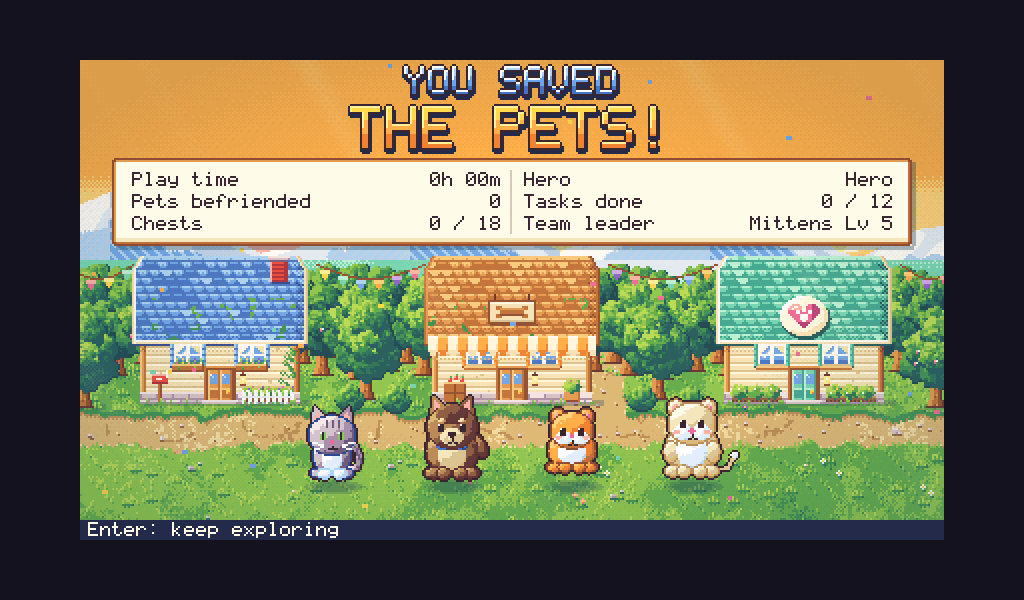 YOU SAVED
THE PETS!
Play time 0h 00m
Pets befriended 0
Chests 0 / 18
Hero Hero
Tasks done 0 / 12
Team leader Mittens Lv 5
Enter: keep exploring